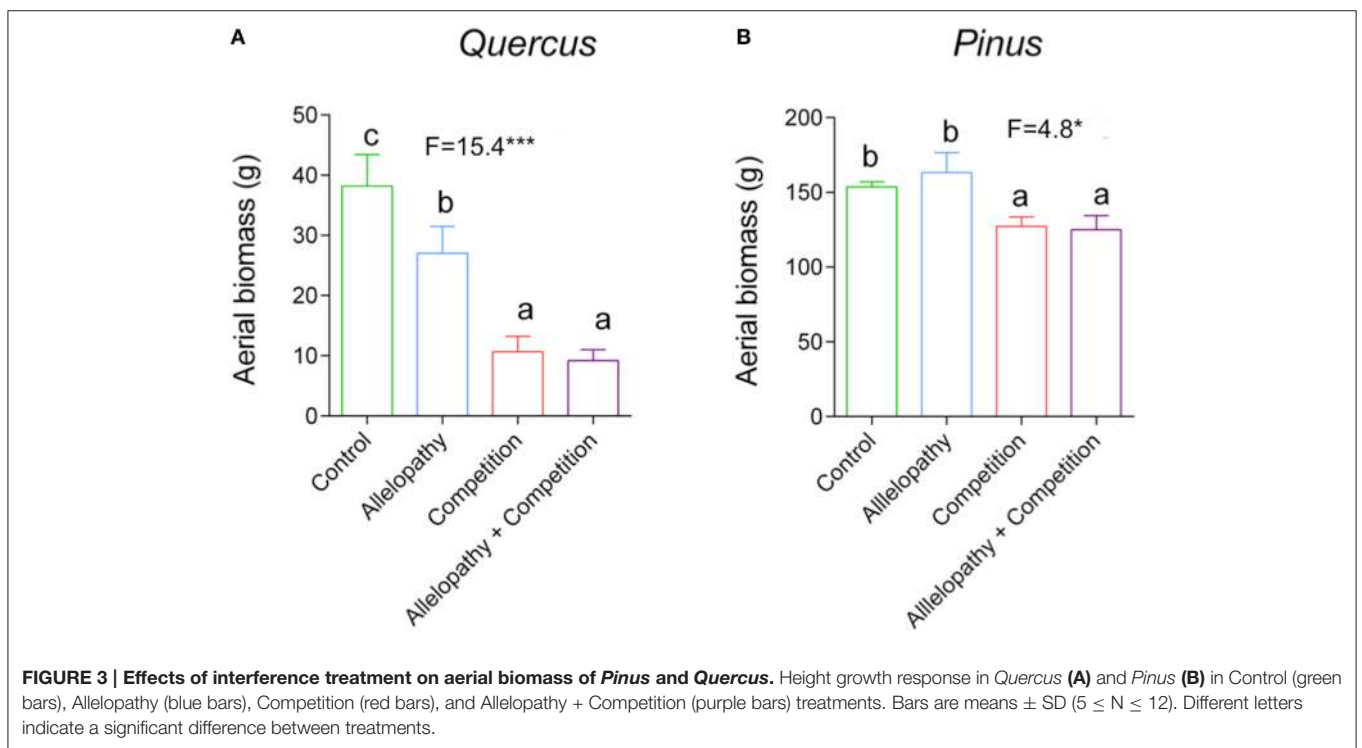 A Quercus
B Pinus
50
40
30
20
10
0
Aerial biomass (g)
c
b
a
a
F=15.4***
Control
Allelopathy
Competition
Allelopathy + Competition
200
150
100
50
0
Aerial biomass (g)
b
b
a
a
F=4.8*
Control
Alllelopathy
Competition
Alllelopathy + Competition
FIGURE 3 | Effects of interference treatment on aerial biomass of Pinus and Quercus. Height growth response in Quercus (A) and Pinus (B) in Control (green
bars), Allelopathy (blue bars), Competition (red bars), and Allelopathy + Competition (purple bars) treatments. Bars are means ± SD (5 ≤ N ≤ 12). Different letters
indicate a significant difference between treatments.